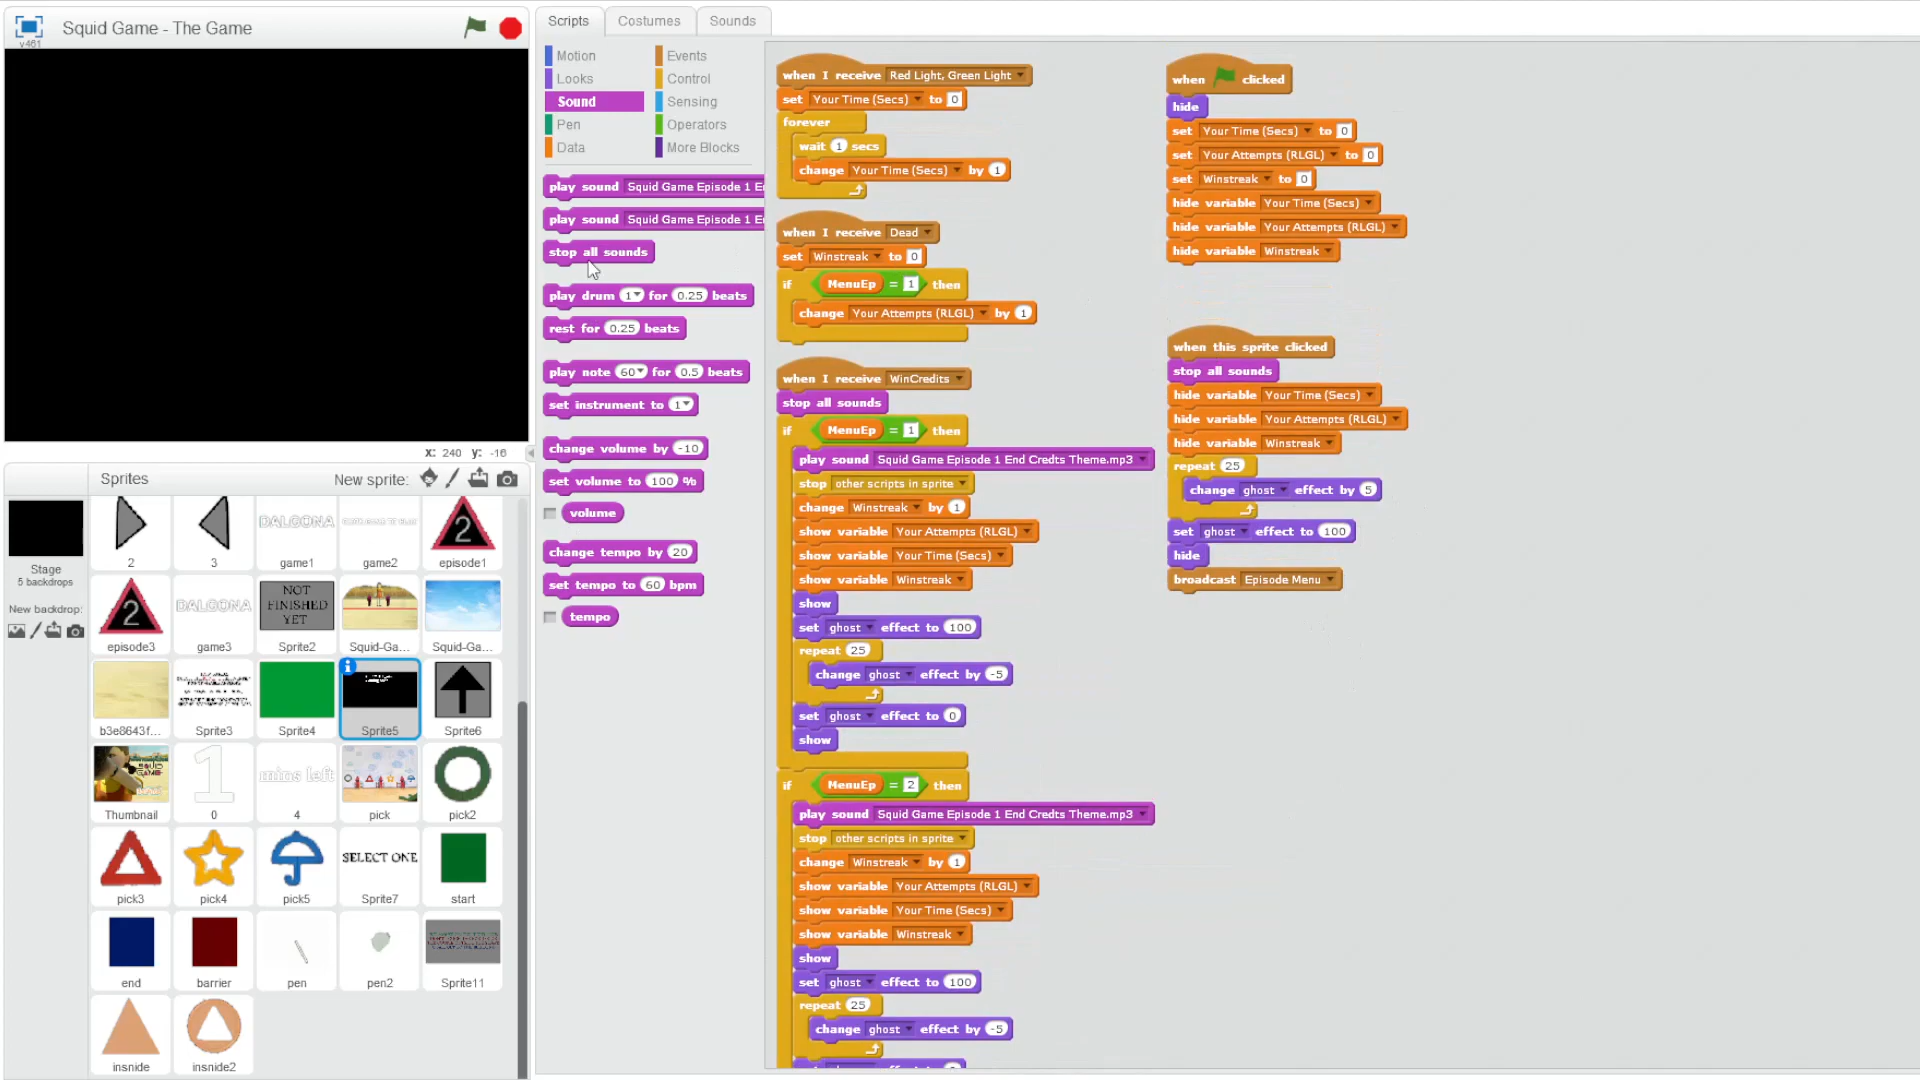 Squid Game - The Game
v461
Scripts
Costumes
Sounds
Motion
Looks
Sound
Pen
Data
Events
Control
Sensing
Operators
More Blocks
play sound Squid Game Episode 1 E
play sound Squid Game Episode 1 E
stop all sounds
play drum 1 for 0.25 beats
rest for 0.25 beats
play note 60 for 0.5 beats
set instrument to 1
change volume by -10
set volume to 100 %
volume
change tempo by 20
set tempo to 60 bpm
tempo
when I receive Red Light, Green Light
set Your Time (Secs) to 0
forever
wait 1 secs
change Your Time (Secs) by 1
when I receive Dead
set Winstreak to 0
if MenuEp = 1 then
change Your Attempts (RLGL) by 1
when I receive WinCredits
stop all sounds
if MenuEp = 1 then
play sound Squid Game Episode 1 End Credts Theme.mp3
stop other scripts in sprite
change Winstreak by 1
show variable Your Attempts (RLGL)
show variable Your Time (Secs)
show variable Winstreak
show
set ghost effect to 100
repeat 25
change ghost effect by -5
set ghost effect to 0
show
if MenuEp = 2 then
play sound Squid Game Episode 1 End Credts Theme.mp3
stop other scripts in sprite
change Winstreak by 1
show variable Your Attempts (RLGL)
show variable Your Time (Secs)
show variable Winstreak
show
set ghost effect to 100
repeat 25
change ghost effect by -5
when clicked
hide
set Your Time (Secs) to 0
set Your Attempts (RLGL) to 0
set Winstreak to 0
hide variable Your Time (Secs)
hide variable Your Attempts (RLGL)
hide variable Winstreak
when this sprite clicked
stop all sounds
hide variable Your Time (Secs)
hide variable Your Attempts (RLGL)
hide variable Winstreak
repeat 25
change ghost effect by 5
set ghost effect to 100
hide
broadcast Episode Menu
x: 240 y: -16
Sprites
New sprite:
Stage
5 backdrops
New backdrop:
DALGONA
2
2
3
game1
game2
episode1
2
DALGONA
NOT
FINISHED
YET
episode3
game3
Sprite2
Squid-Ga...
Squid-Ga...
b3e8643f...
Sprite3
Sprite4
Sprite5
Sprite6
SQUID
GAME
1
mins left
Thumbnail
0
4
pick
pick2
SELECT ONE
pick3
pick4
pick5
Sprite7
start
end
barrier
pen
pen2
Sprite11
insnide
insnide2